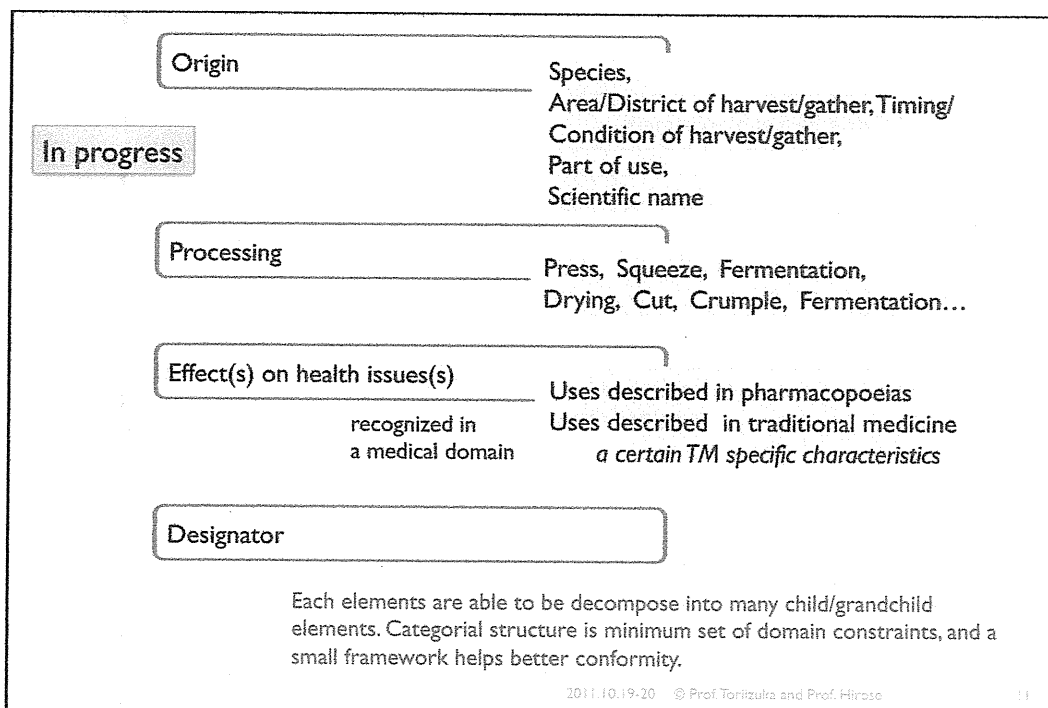 Origin
Species,
Area/District of harvest/gather, Timing/
Condition of harvest/gather,
Part of use,
Scientific name
In progress
Processing
Press, Squeeze, Fermentation,
Drying, Cut, Crumple, Fermentation...
Effect(s) on health issues(s)
recognized in
a medical domain
Uses described in pharmacopoeias
Uses described in traditional medicine
a certain TM specific characteristics
Designator
Each elements are able to be decompose into many child/grandchild
elements. Categorial structure is minimum set of domain constraints, and a
small framework helps better conformity.
2011.10.19-20 © Prof. Toriizuka and Prof. Hirose